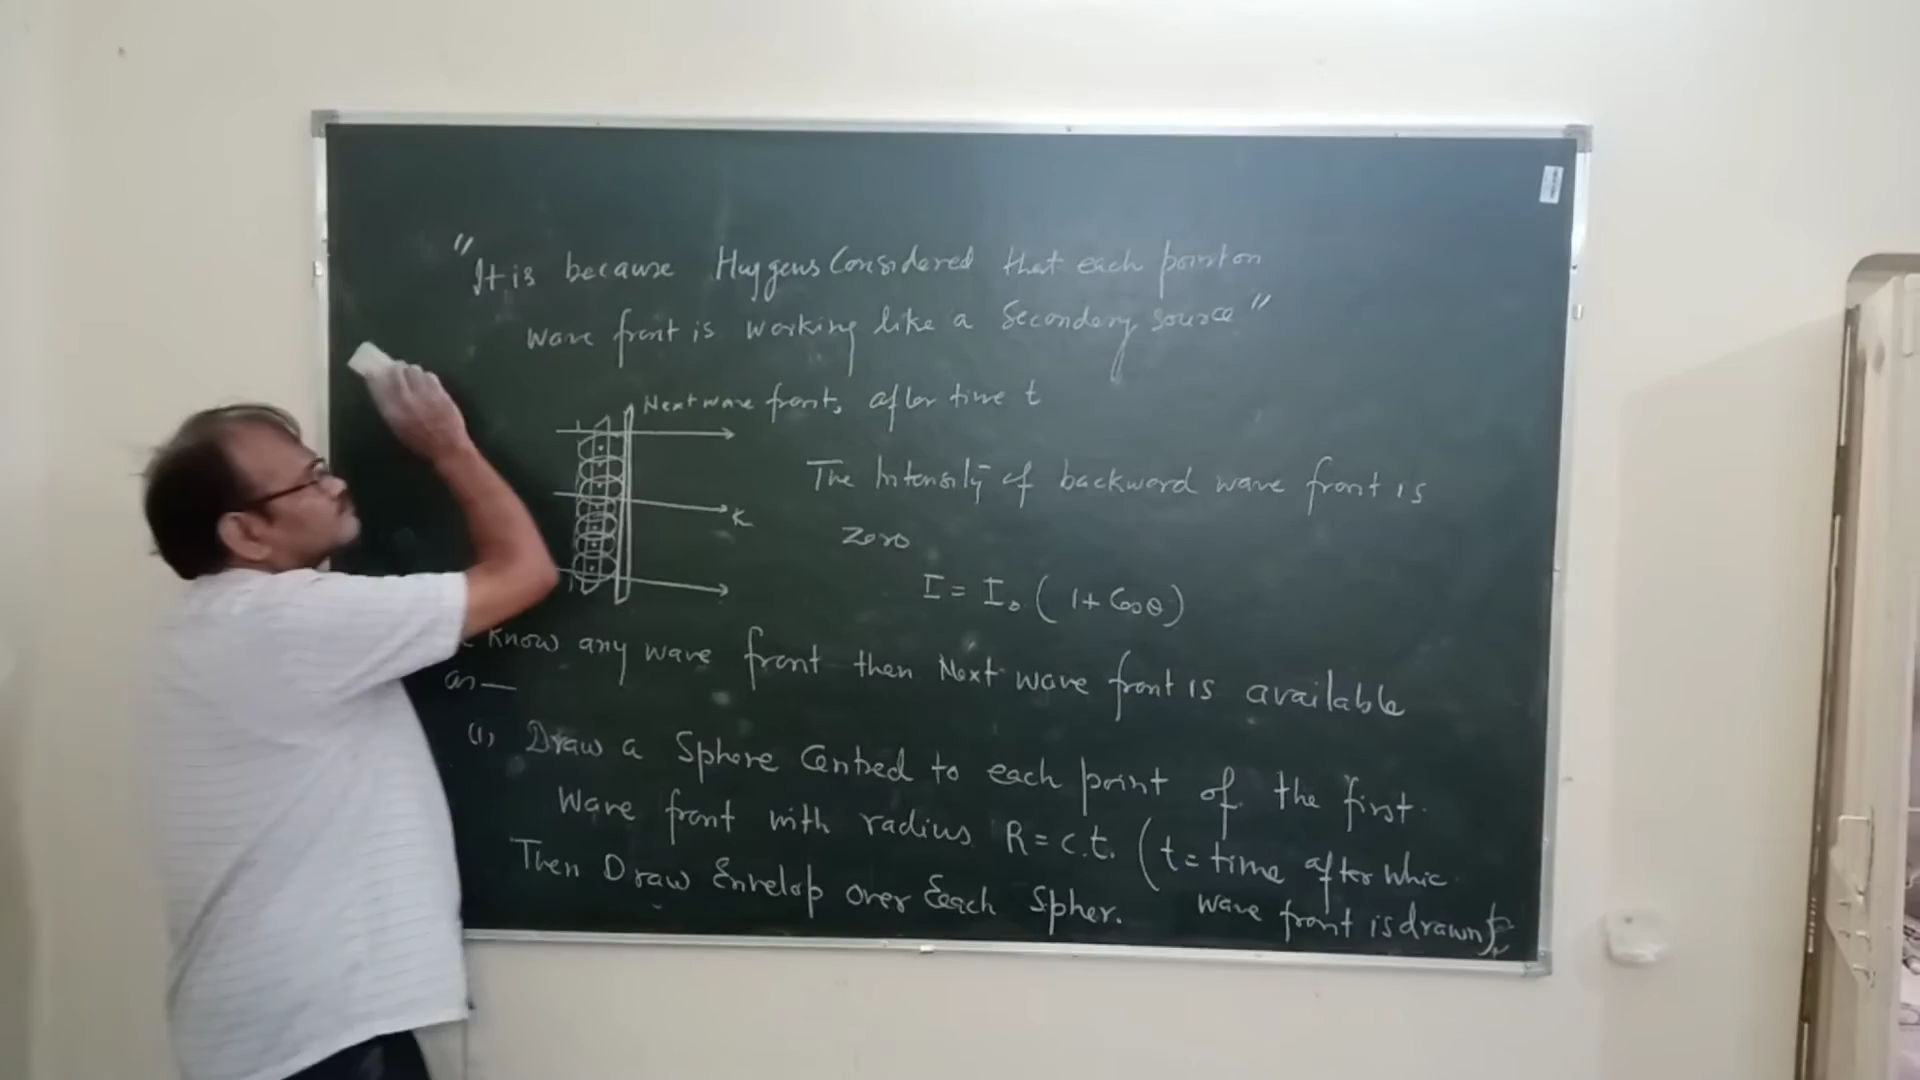 "It is because Huygens Considered that each point on
wave front is working like a Secondery source"
Next wave front, after time t
K
The Intensity of backward wave front is
Zero
I = I₀ (1 + Cosθ)
know any wave front then Next wave front is available
as —
(1) Draw a Sphere Centred to each point of the first
wave front with radius R = c.t. (t = time after whic
wave front is drawn)
Then Draw Envelop over Eeach Spher.